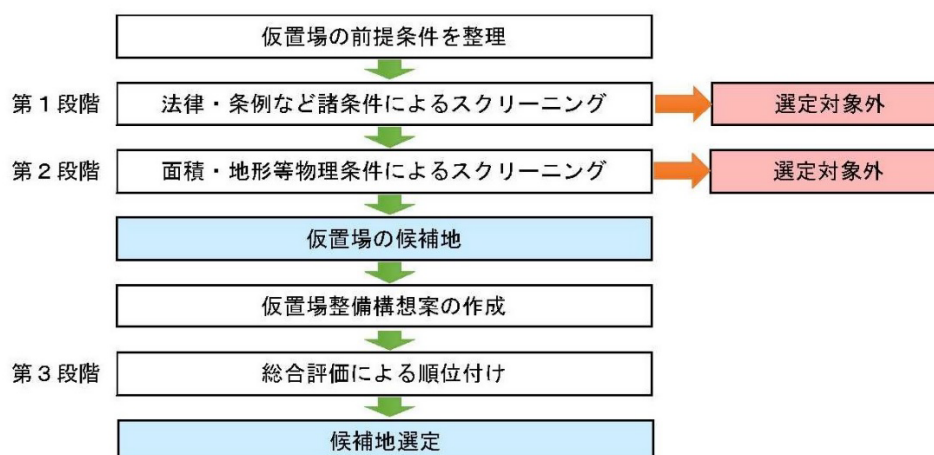 仮置場の前提条件を整理
第1段階
法律・条例など諸条件によるスクリーニング
選定対象外
第2段階
面積・地形等物理条件によるスクリーニング
選定対象外
仮置場の候補地
仮置場整備構想案の作成
第3段階
総合評価による順位付け
候補地選定